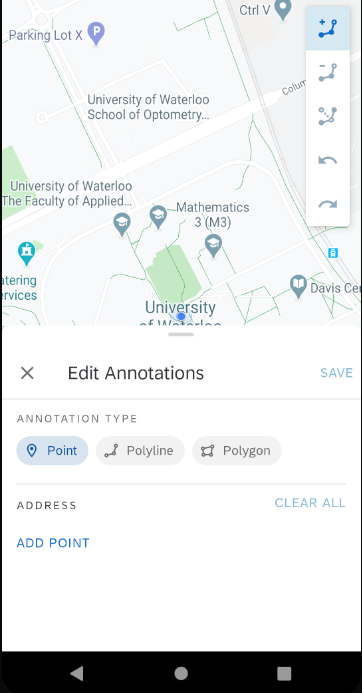 Ctrl V
Parking Lot X
P
Colum
University of Waterloo
School of Optometry...
University of Waterloo
The Faculty of Applied...
Mathematics
3 (M3)
atering
ervices
Davis Cen
University
of Waterloo
Edit Annotations
SAVE
ANNOTATION TYPE
Point
Polyline
Polygon
ADDRESS
CLEAR ALL
ADD POINT